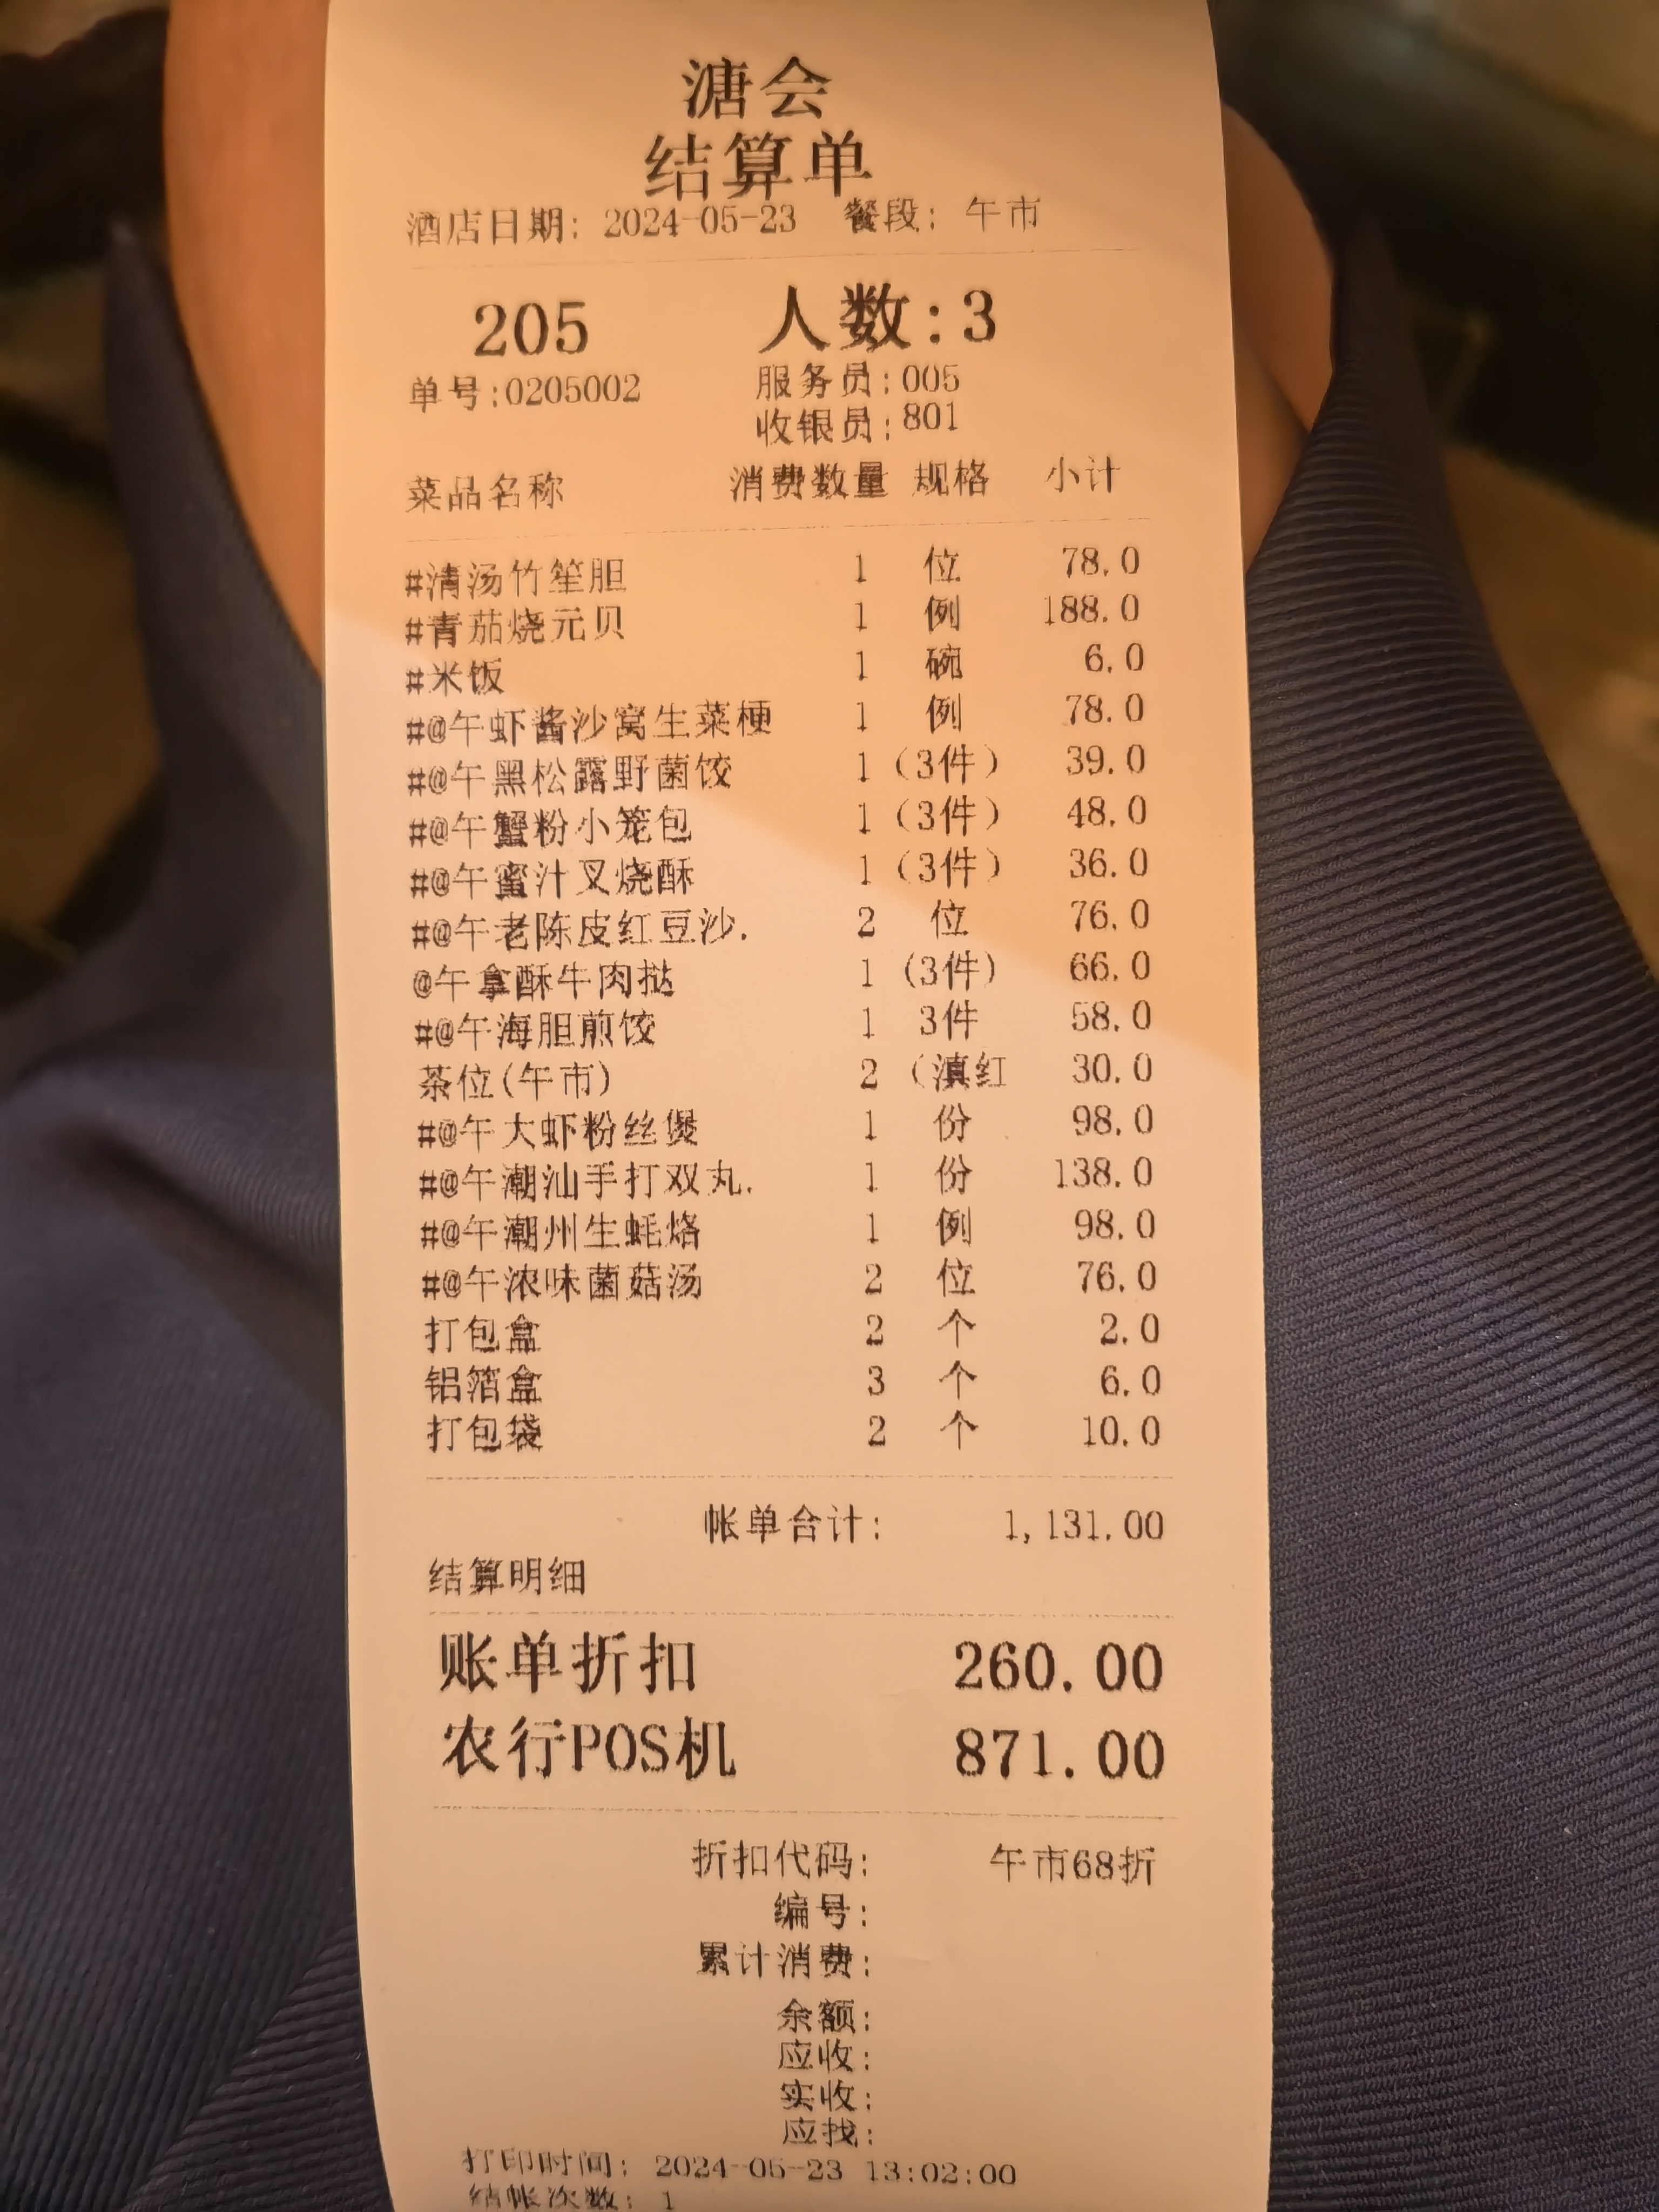 溏会
结算单
酒店日期: 2024-05-23 餐段: 午市
205 人数:3
单号:0205002 服务员:005
收银员:801
菜品名称 消费数量 规格 小计
#清汤竹笙胆 1 位 78.0
#青茄烧元贝 1 例 188.0
#米饭 1 碗 6.0
#@午虾酱沙窝生菜梗 1 例 78.0
#@午黑松露野菌饺 1 (3件) 39.0
#@午蟹粉小笼包 1 (3件) 48.0
#@午蜜汁叉烧酥 1 (3件) 36.0
#@午老陈皮红豆沙. 2 位 76.0
@午拿酥牛肉挞 1 (3件) 66.0
#@午海胆煎饺 1 3件 58.0
茶位(午市) 2 (滇红 30.0
#@午大虾粉丝煲 1 份 98.0
#@午潮汕手打双丸. 1 份 138.0
#@午潮州生蚝烙 1 例 98.0
#@午浓味菌菇汤 2 位 76.0
打包盒 2 个 2.0
铝箔盒 3 个 6.0
打包袋 2 个 10.0
帐单合计: 1,131.00
结算明细
账单折扣 260.00
农行POS机 871.00
折扣代码: 午市68折
编号:
累计消费:
余额:
应收:
实收:
应找:
打印时间: 2024-05-23 13:02:00
结帐次数: 1